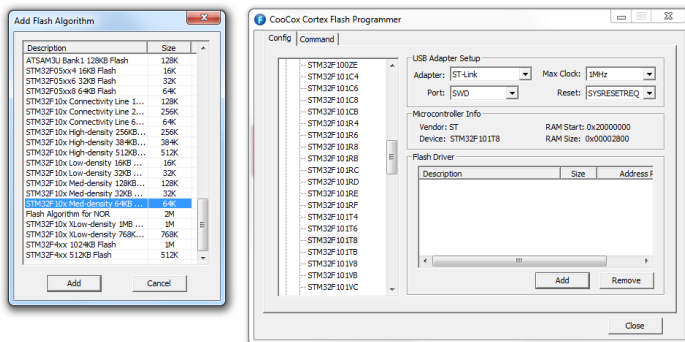 Add Flash Algorithm
Description Size
ATSAM3U Bank1 128KB Flash 128K
STM32F05xx4 16KB Flash 16K
STM32F05xx6 32KB Flash 32K
STM32F05xx8 64KB Flash 64K
STM32F10x Connectivity Line 1... 128K
STM32F10x Connectivity Line 2... 256K
STM32F10x Connectivity Line 6... 64K
STM32F10x High-density 256KB... 256K
STM32F10x High-density 384KB... 384K
STM32F10x High-density 512KB... 512K
STM32F10x Low-density 16KB ... 16K
STM32F10x Low-density 32KB ... 32K
STM32F10x Med-density 128KB... 128K
STM32F10x Med-density 32KB ... 32K
STM32F10x Med-density 64KB ... 64K
Flash Algorithm for NOR 2M
STM32F10x XLow-density 1MB ... 1M
STM32F10x XLow-density 768K... 768K
STM32F4xx 1024KB Flash 1M
STM32F4xx 512KB Flash 512K
Add Cancel
CooCox Cortex Flash Programmer
Config Command
STM32F100ZE
STM32F101C4
STM32F101C6
STM32F101C8
STM32F101CB
STM32F101R4
STM32F101R6
STM32F101R8
STM32F101RB
STM32F101RC
STM32F101RD
STM32F101RE
STM32F101RF
STM32F101T4
STM32F101T6
STM32F101T8
STM32F101TB
STM32F101V8
STM32F101VB
STM32F101VC
USB Adapter Setup
Adapter: ST-Link Max Clock: 1MHz
Port: SWD Reset: SYSRESETREQ
Microcontroller Info
Vendor: ST RAM Start: 0x20000000
Device: STM32F101T8 RAM Size: 0x00002800
Flash Driver
Description Size Address R
Add Remove
Close